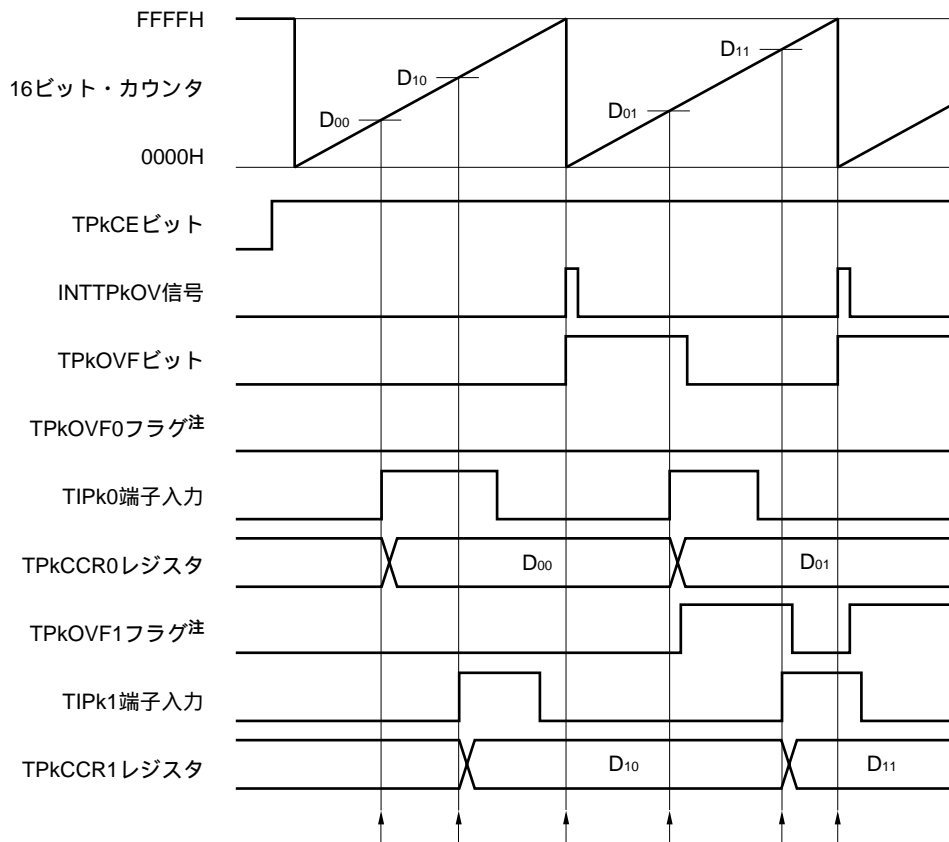 FFFFH
16ビット・カウンタ
0000H
D00
D10
D01
D11
TPkCEビット
INTTPkOV信号
TPkOVFビット
TPkOVF0フラグ注
TIPk0端子入力
TPkCCR0レジスタ
D00
D01
TPkOVF1フラグ注
TIPk1端子入力
TPkCCR1レジスタ
D10
D11